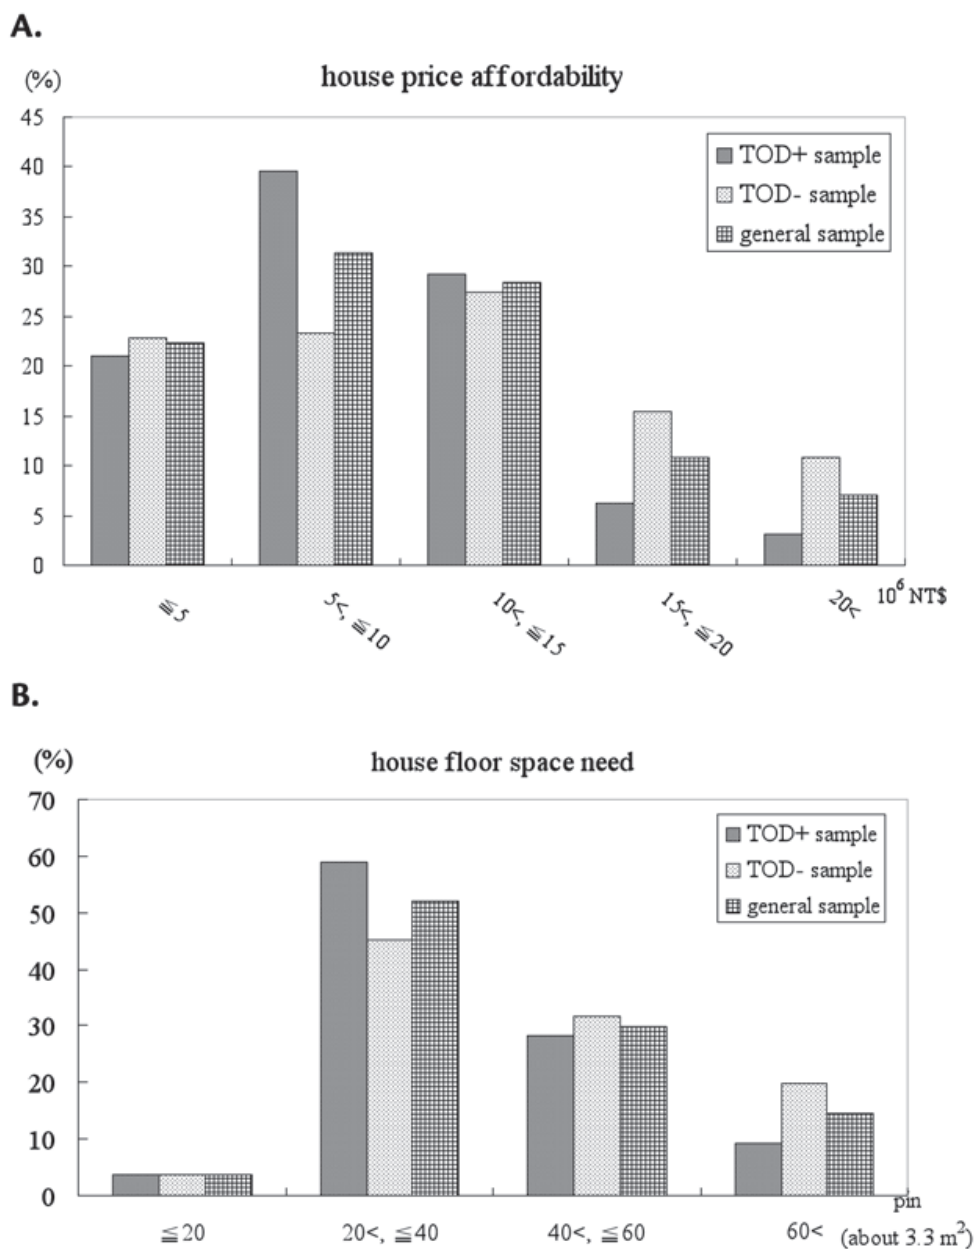 A.
(%)
house price affordability
45
40
35
30
25
20
15
10
5
0
TOD+ sample
TOD- sample
general sample
≦5
5<, ≦10
10<, ≦15
15<, ≦20
20<
10⁶ NT$
B.
(%)
house floor space need
70
60
50
40
30
20
10
0
TOD+ sample
TOD- sample
general sample
≦20
20<, ≦40
40<, ≦60
60<
pin
(about 3.3 m²)